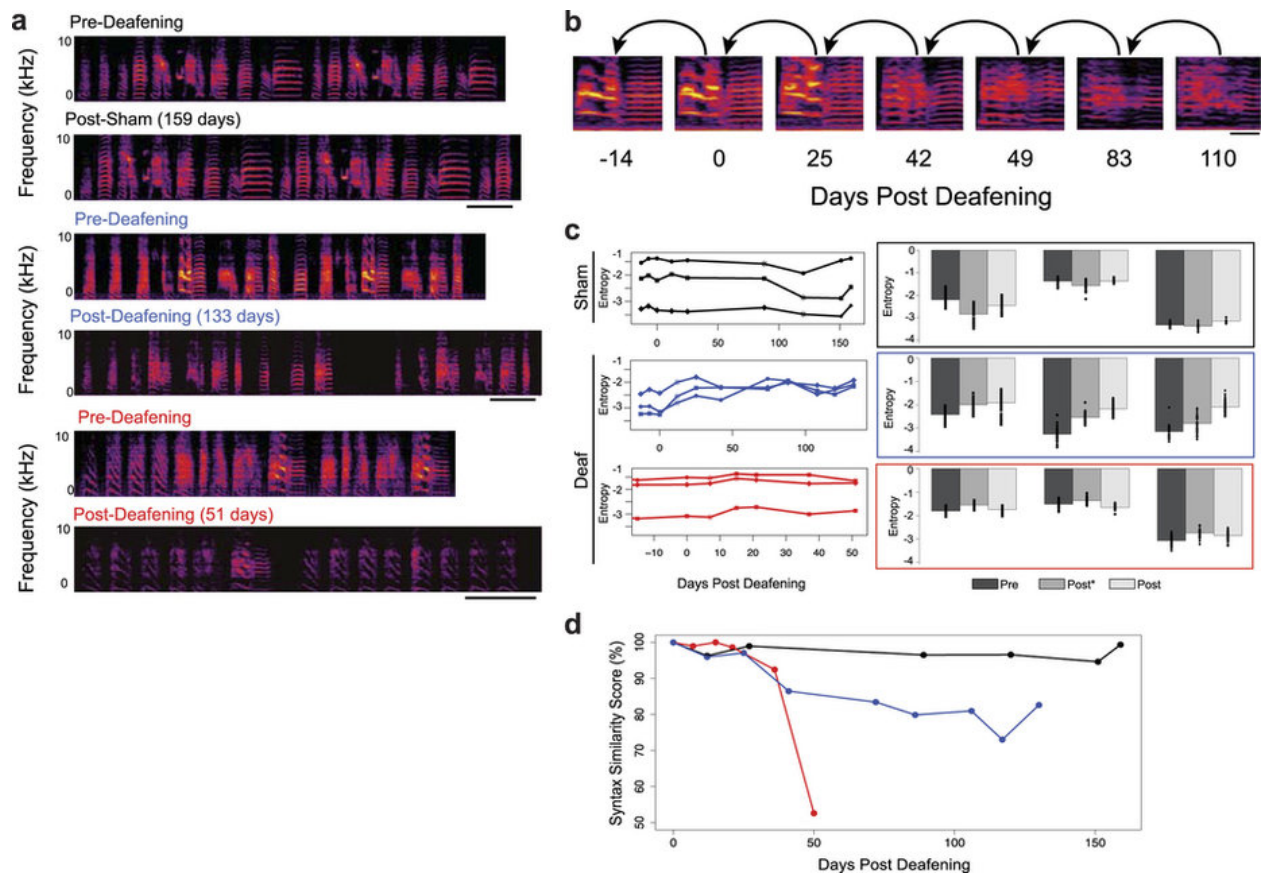 a
Pre-Deafening
10
0
Post-Sham (159 days)
10
0
Frequency (kHz)
Pre-Deafening
10
0
Post-Deafening (133 days)
10
0
Frequency (kHz)
Pre-Deafening
10
0
Post-Deafening (51 days)
10
0
Frequency (kHz)
b
-14 0 25 42 49 83 110
Days Post Deafening
c
Sham
Entropy
-1
-2
-3
0 50 100 150
Entropy
0
-1
-2
-3
-4
Deaf
Entropy
-1
-2
-3
0 50 100
Entropy
0
-1
-2
-3
-4
Entropy
-1
-2
-3
-10 0 10 20 30 40 50
Days Post Deafening
Entropy
0
-1
-2
-3
-4
Pre Post* Post
d
Syntax Similarity Score (%)
100
90
80
70
60
50
0 50 100 150
Days Post Deafening